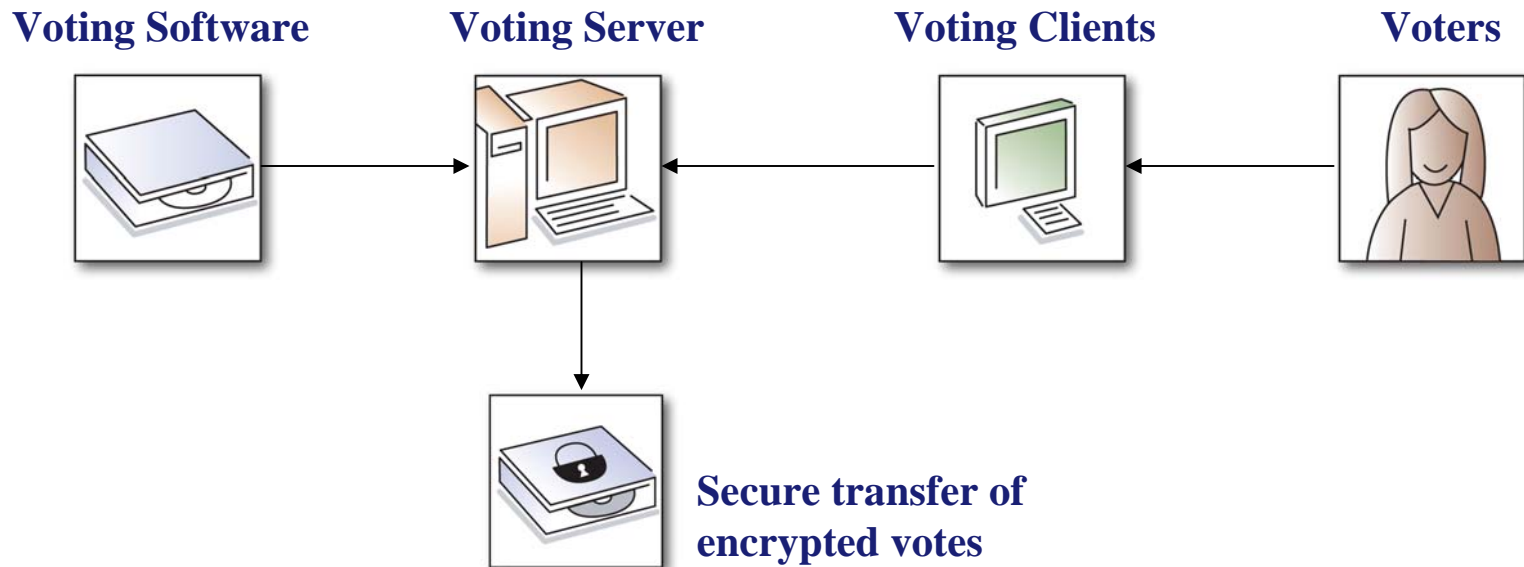 Voting Software
Voting Server
Voting Clients
Voters
Secure transfer of
encrypted votes